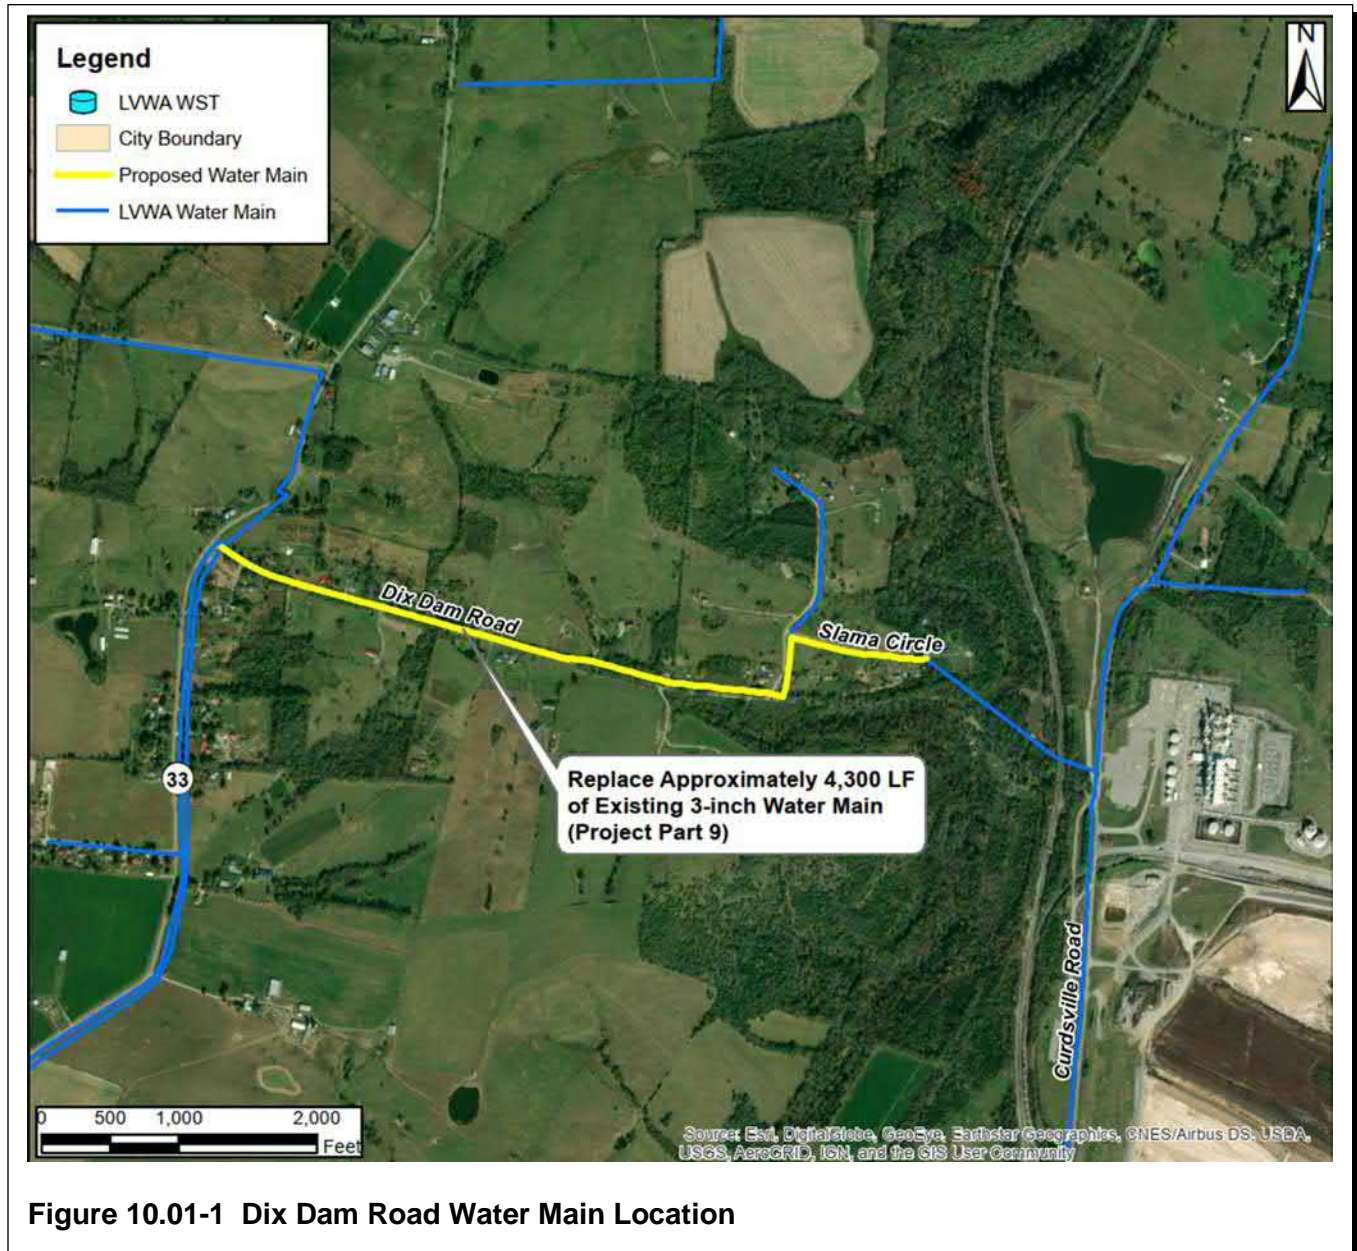 Legend
LVWA WST
City Boundary
Proposed Water Main
LVWA Water Main
N
Dix Dam Road
Slama Circle
Replace Approximately 4,300 LF
of Existing 3-inch Water Main
(Project Part 9)
33
Curdsville Road
0 500 1,000 2,000
Feet
Source: Esri, DigitalGlobe, GeoEye, Earthstar Geographics, CNES/Airbus DS, USDA,
USGS, AeroGRID, IGN, and the GIS User Community
Figure 10.01-1 Dix Dam Road Water Main Location